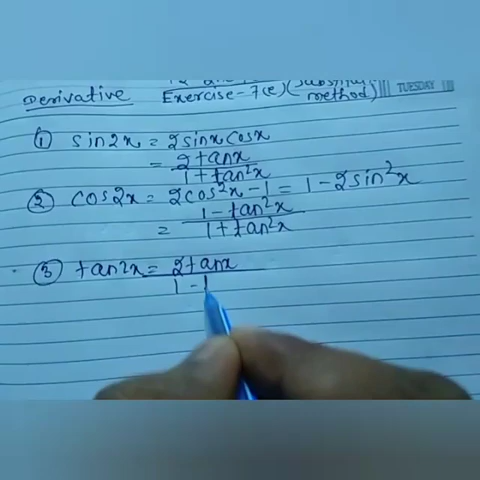 Derivative Exercise-7(e)(substitution method) TUESDAY
① sin2x = 2sinx cosx
= 2tanx / 1+tan²x
② cos2x = 2cos²x - 1 = 1 - 2sin²x
= 1 - tan²x / 1 + tan²x
③ tan2x = 2tanx / 1 -